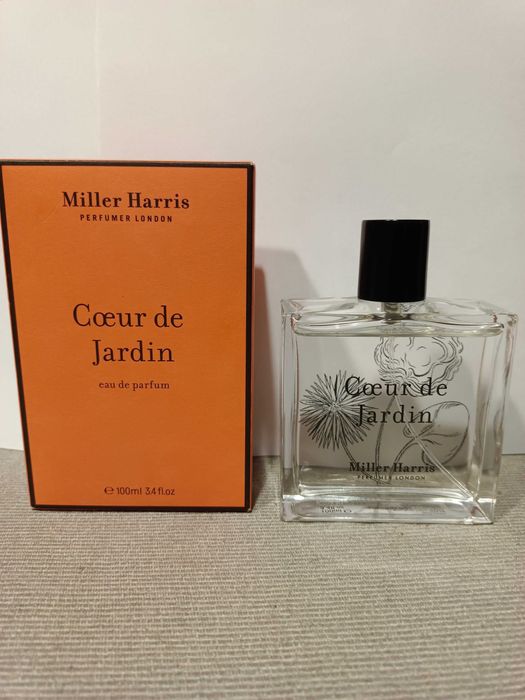 Miller Harris
PERFUMER LONDON
Cœur de
Jardin
eau de parfum
℮ 100ml 3.4 fl.oz
Cœur de
Jardin
Miller Harris
PERFUMER LONDON